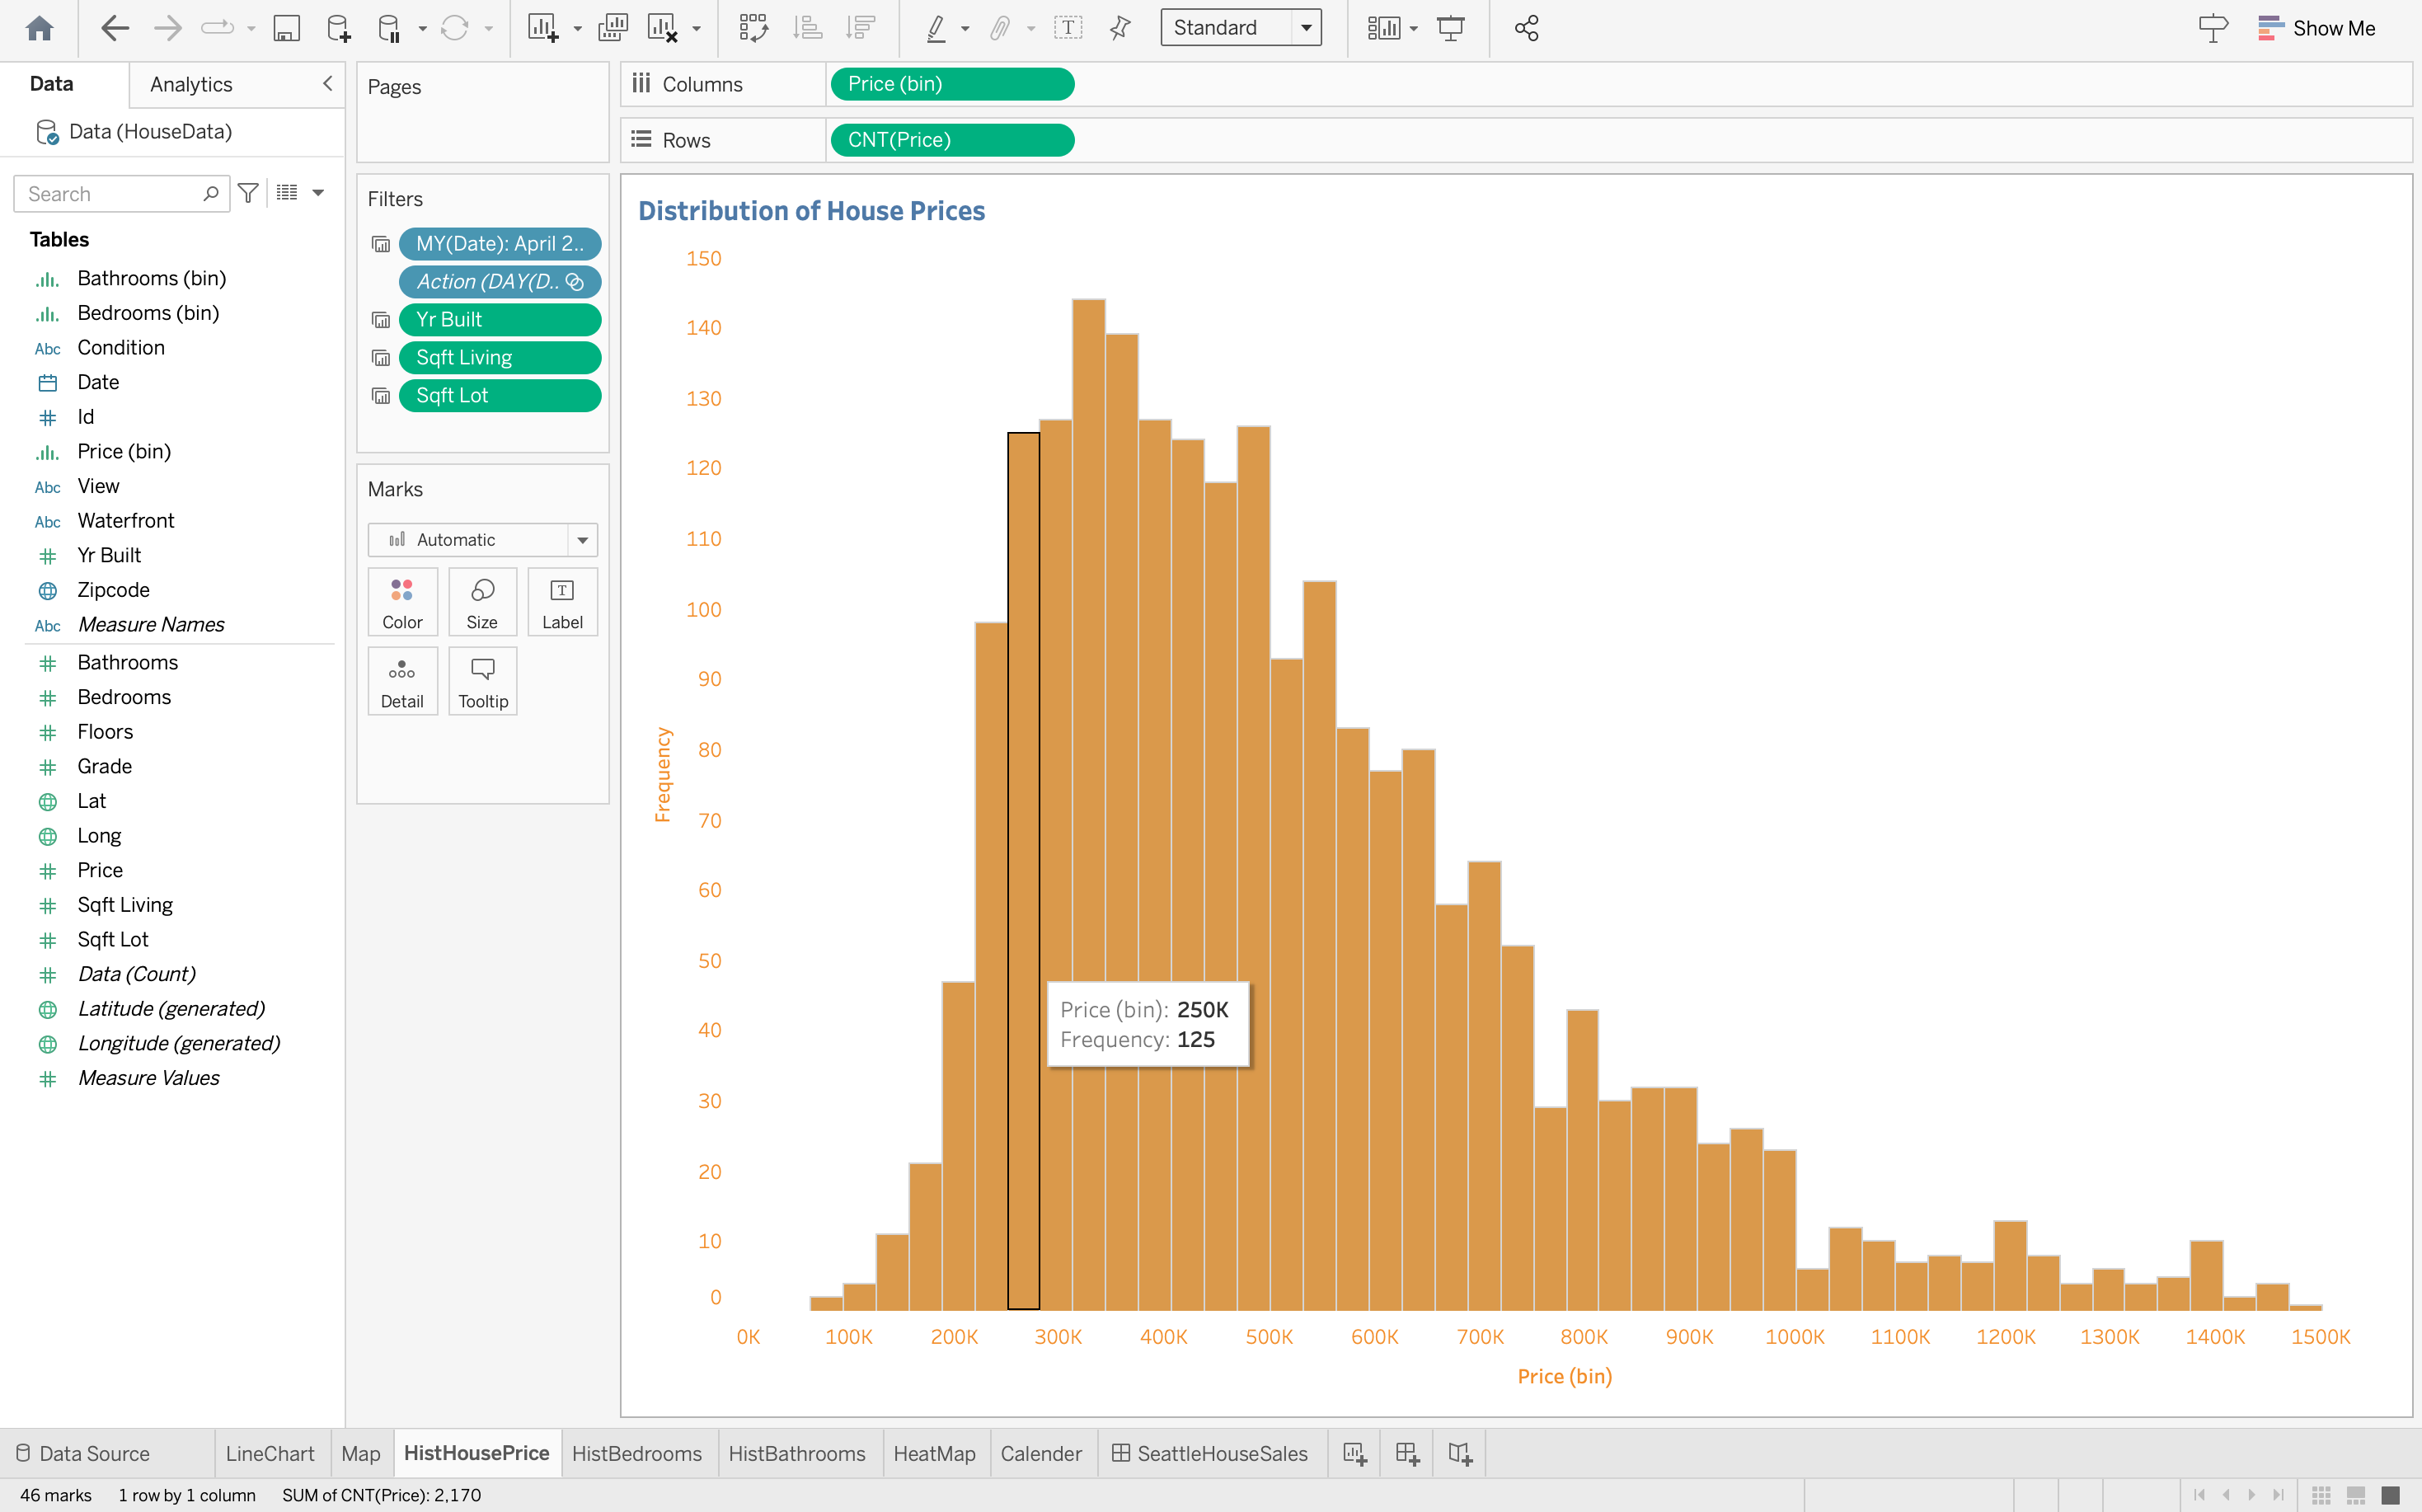 Standard
Show Me
Data
Analytics
Pages
Columns
Price (bin)
Data (HouseData)
Rows
CNT(Price)
Search
Filters
Tables
MY(Date): April 2..
Action (DAY(D..
Yr Built
Sqft Living
Sqft Lot
Bathrooms (bin)
Bedrooms (bin)
Abc Condition
Date
Id
Price (bin)
Abc View
Abc Waterfront
Yr Built
Zipcode
Abc Measure Names
Bathrooms
Bedrooms
Floors
Grade
Lat
Long
Price
Sqft Living
Sqft Lot
Data (Count)
Latitude (generated)
Longitude (generated)
Measure Values
Marks
Automatic
Color
Size
T
Label
Detail
Tooltip
Distribution of House Prices
150
140
130
120
110
100
90
80
70
60
50
40
30
20
10
0
Frequency
Price (bin): 250K
Frequency: 125
0K 100K 200K 300K 400K 500K 600K 700K 800K 900K 1000K 1100K 1200K 1300K 1400K 1500K
Price (bin)
Data Source
LineChart
Map
HistHousePrice
HistBedrooms
HistBathrooms
HeatMap
Calender
SeattleHouseSales
46 marks
1 row by 1 column
SUM of CNT(Price): 2,170